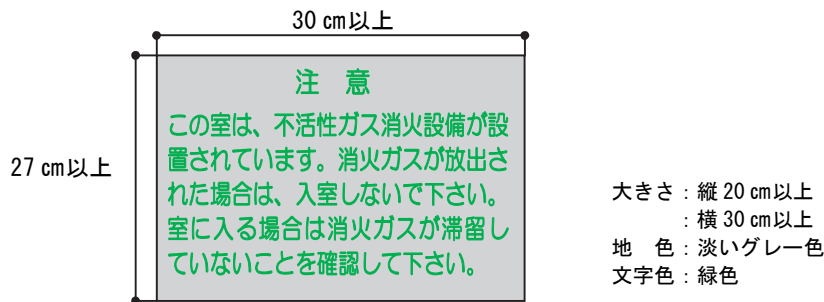 30 cm以上
27 cm以上
注　意
この室は、不活性ガス消火設備が設
置されています。消火ガスが放出さ
れた場合は、入室しないで下さい。
室に入る場合は消火ガスが滞留し
ていないことを確認して下さい。
大きさ：縦 20 cm以上
：横 30 cm以上
地　色：淡いグレー色
文字色：緑色